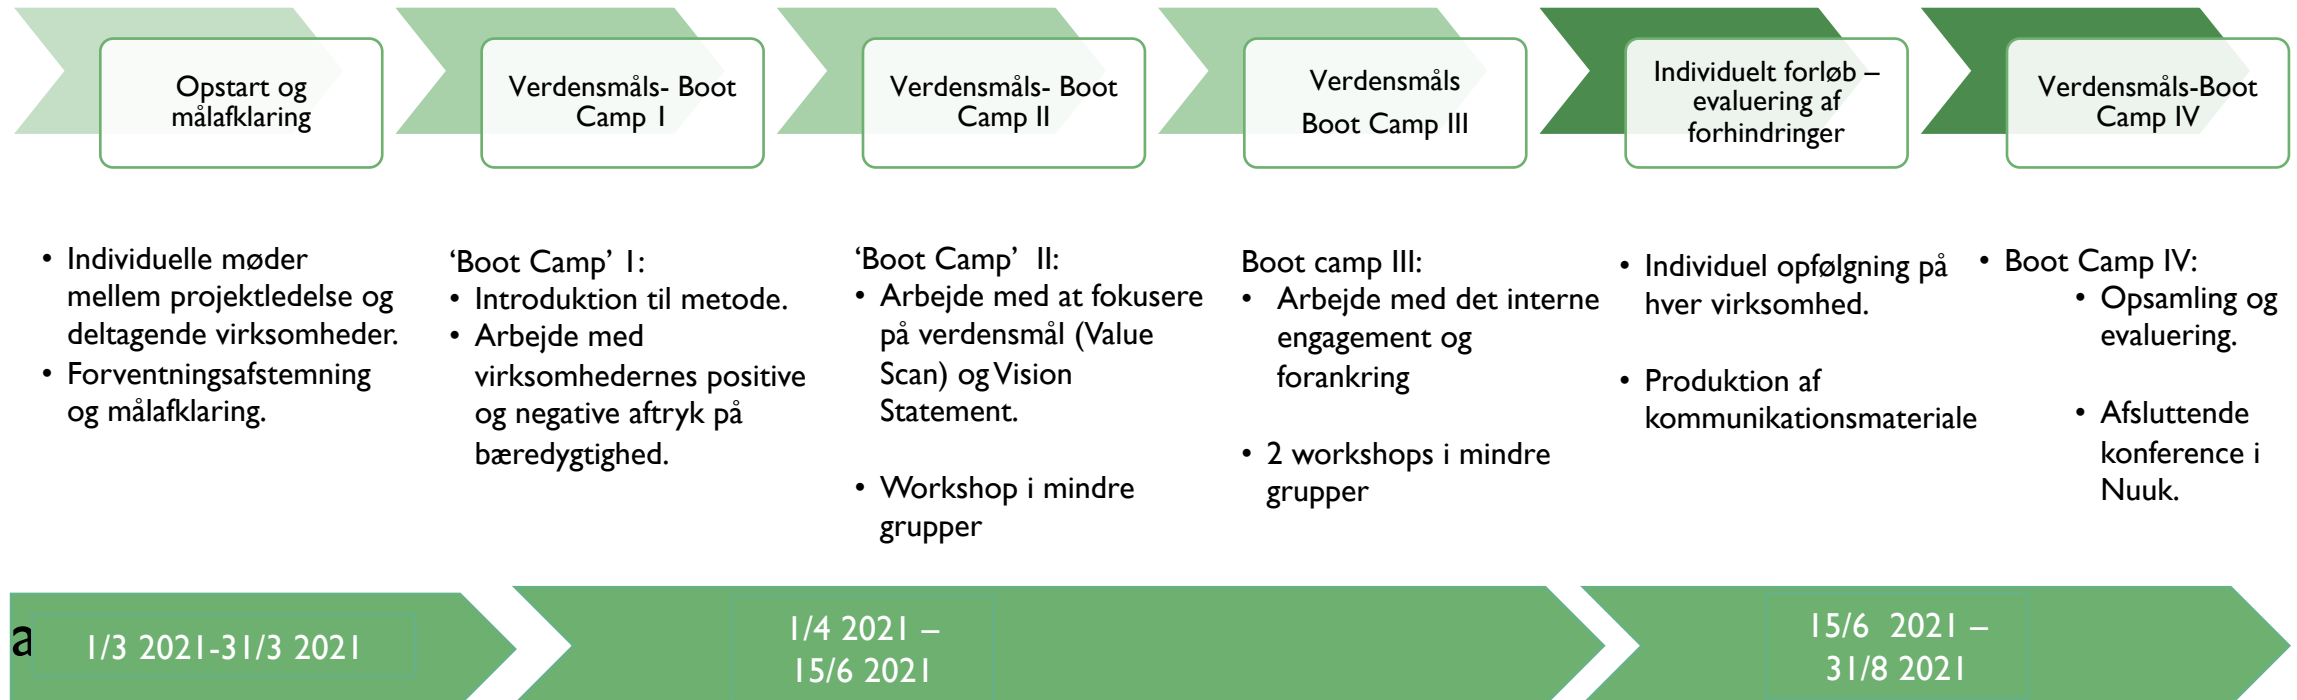 Opstart og
målafklaring
Verdensmåls- Boot
Camp I
Verdensmåls- Boot
Camp II
Verdensmåls
Boot Camp III
Individuelt forløb –
evaluering af
forhindringer
Verdensmåls-Boot
Camp IV
• Individuelle møder
mellem projektledelse og
deltagende virksomheder.
• Forventningsafstemning
og målafklaring.
‘Boot Camp’ I:
• Introduktion til metode.
• Arbejde med
virksomhedernes positive
og negative aftryk på
bæredygtighed.
‘Boot Camp’ II:
• Arbejde med at fokusere
på verdensmål (Value
Scan) og Vision
Statement.
• Workshop i mindre
grupper
Boot camp III:
• Arbejde med det interne
engagement og
forankring
• 2 workshops i mindre
grupper
• Individuel opfølgning på
hver virksomhed.
• Produktion af
kommunikationsmateriale
• Boot Camp IV:
• Opsamling og
evaluering.
• Afsluttende
konference i
Nuuk.
a
1/3 2021-31/3 2021
1/4 2021 –
15/6 2021
15/6 2021 –
31/8 2021